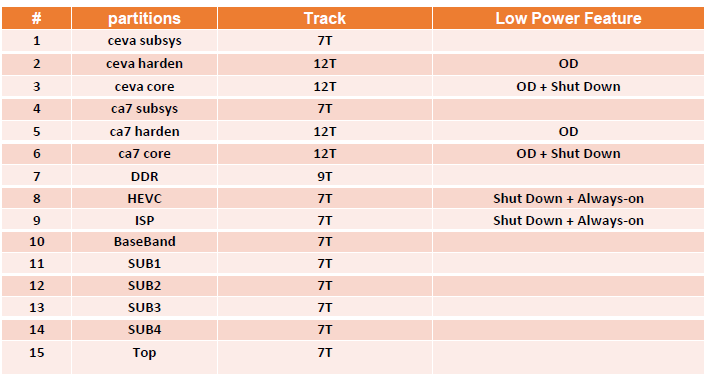 # partitions Track Low Power Feature
1 ceva subsys 7T
2 ceva harden 12T OD
3 ceva core 12T OD + Shut Down
4 ca7 subsys 7T
5 ca7 harden 12T OD
6 ca7 core 12T OD + Shut Down
7 DDR 9T
8 HEVC 7T Shut Down + Always-on
9 ISP 7T Shut Down + Always-on
10 BaseBand 7T
11 SUB1 7T
12 SUB2 7T
13 SUB3 7T
14 SUB4 7T
15 Top 7T